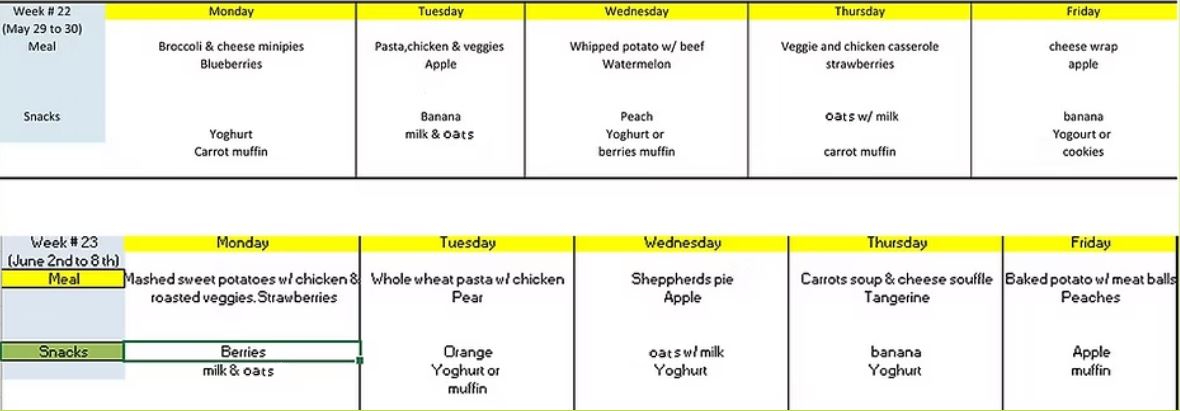 Week # 22 Monday Tuesday Wednesday Thursday Friday
(May 29 to 30)
Meal Broccoli & cheese minipies Pasta,chicken & veggies Whipped potato w/ beef Veggie and chicken casserole cheese wrap
Blueberries Apple Watermelon strawberries apple
Snacks Banana Peach oats w/ milk banana
Yoghurt milk & oats Yoghurt or Yogourt or
Carrot muffin berries muffin carrot muffin cookies
Week # 23 Monday Tuesday Wednesday Thursday Friday
(June 2nd to 8 th)
Meal Mashed sweet potatoes w/ chicken & Whole wheat pasta w/ chicken Sheppherds pie Carrots soup & cheese souffle Baked potato w/ meat balls
roasted veggies.Strawberries Pear Apple Tangerine Peaches
Snacks Berries Orange oats w/ milk banana Apple
milk & oats Yoghurt or Yoghurt Yoghurt muffin
muffin